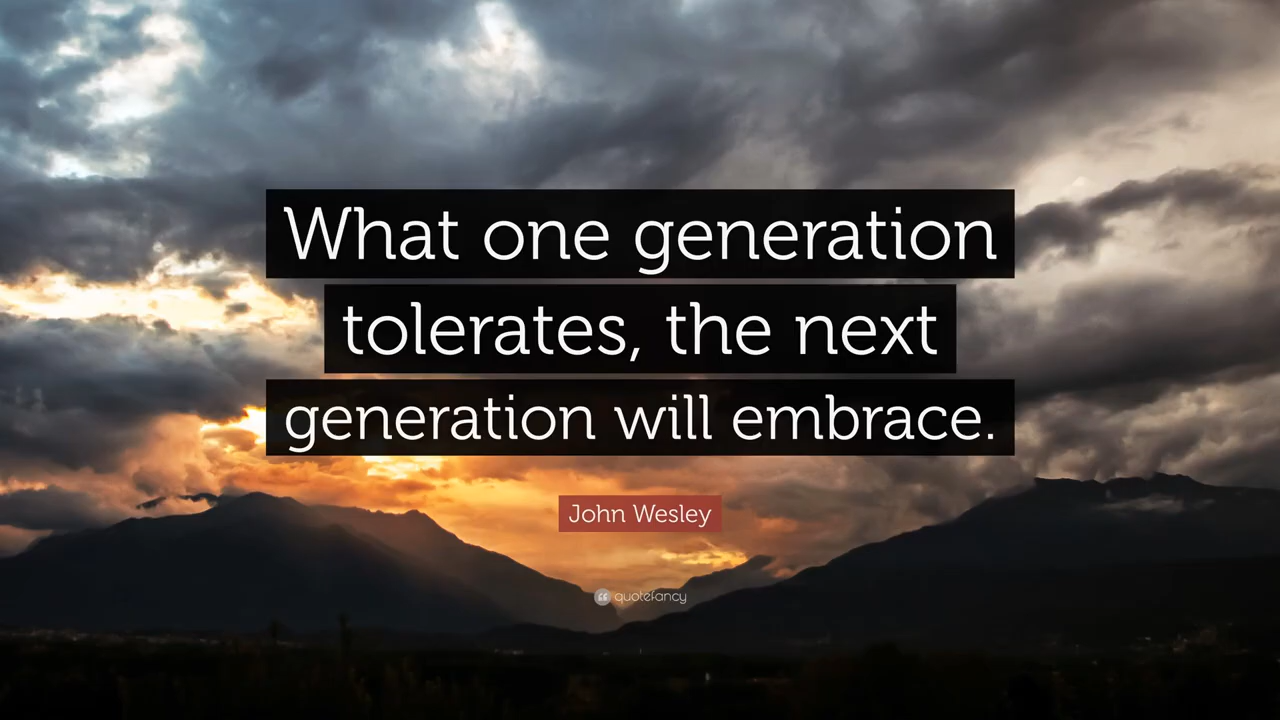 What one generation
tolerates, the next
generation will embrace.
John Wesley
quotefancy